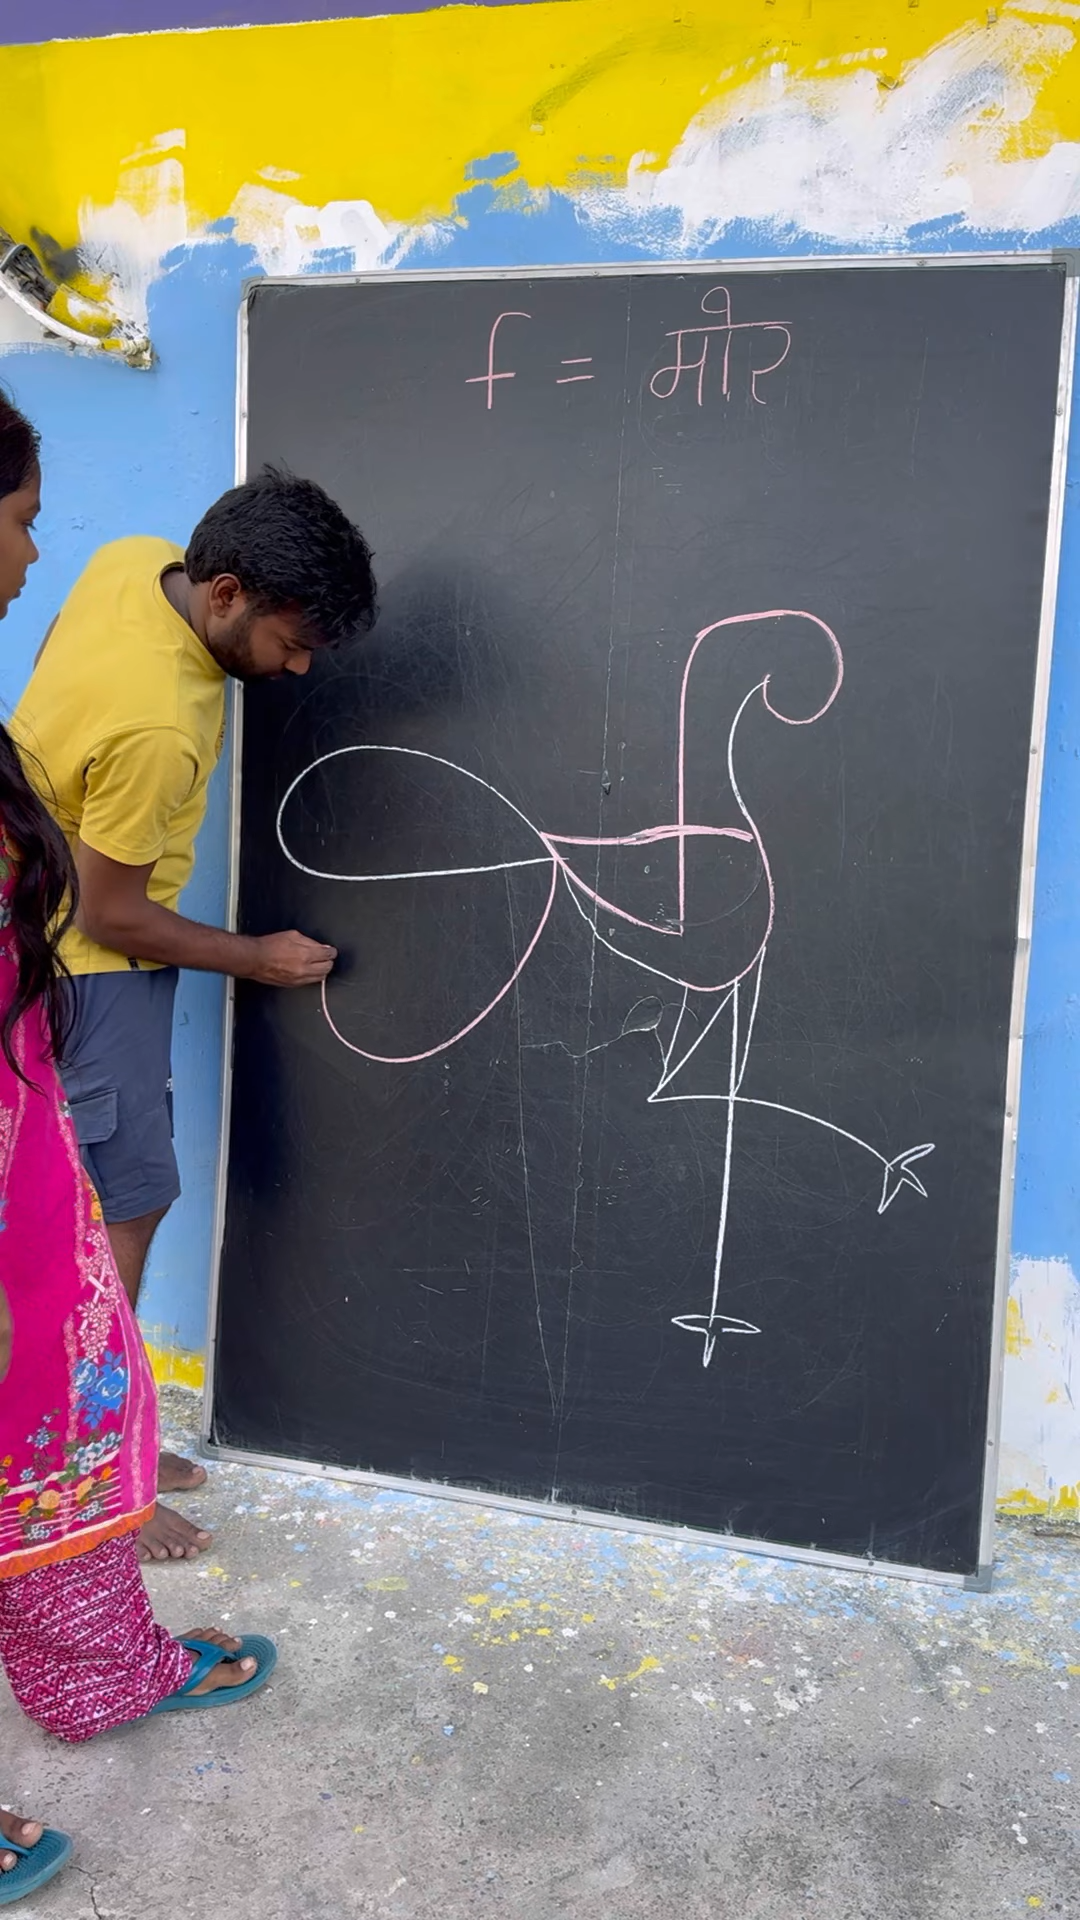 f = मोर